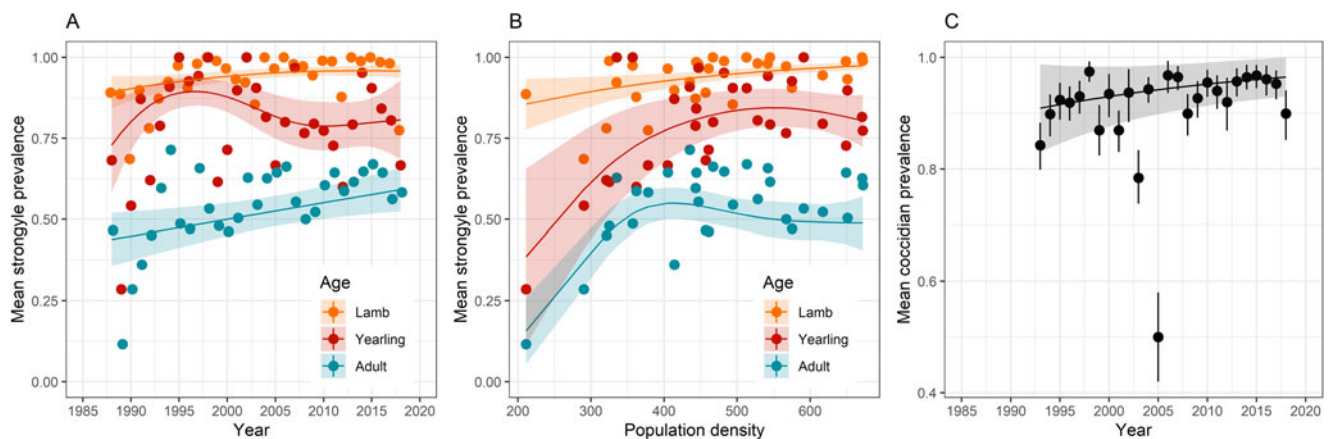 A
Mean strongyle prevalence
1.00
0.75
0.50
0.25
0.00
Age
Lamb
Yearling
Adult
1985 1990 1995 2000 2005 2010 2015 2020
Year
B
Mean strongyle prevalence
1.00
0.75
0.50
0.25
0.00
Age
Lamb
Yearling
Adult
200 300 400 500 600
Population density
C
Mean coccidian prevalence
1.0
0.8
0.6
0.4
1985 1990 1995 2000 2005 2010 2015 2020
Year